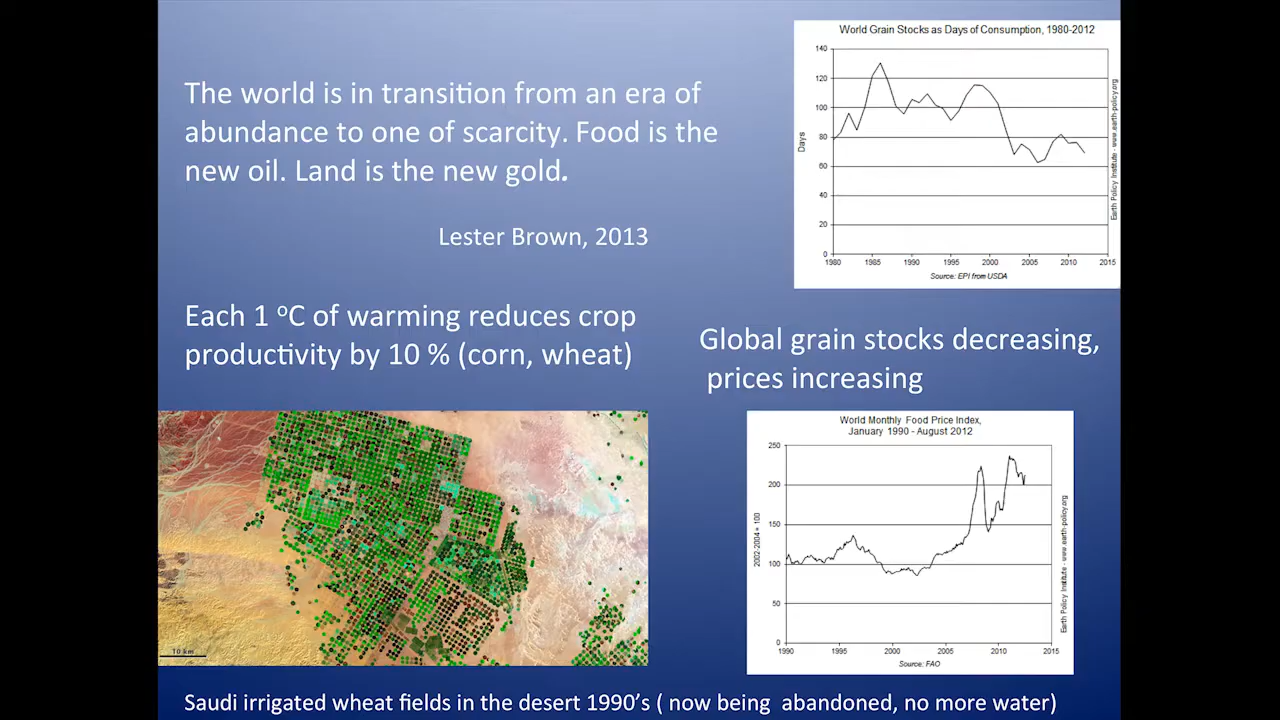 The world is in transition from an era of
abundance to one of scarcity. Food is the
new oil. Land is the new gold.
Lester Brown, 2013
World Grain Stocks as Days of Consumption, 1980-2012
140
120
100
80
60
40
20
0
Days
1980 1985 1990 1995 2000 2005 2010 2015
Source: EPI from USDA
Earth Policy Institute - www.earth-policy.org
Each 1 ºC of warming reduces crop
productivity by 10 % (corn, wheat)
Global grain stocks decreasing,
prices increasing
10 km
World Monthly Food Price Index,
January 1990 - August 2012
250
200
150
100
50
0
2002-2004 = 100
1990 1995 2000 2005 2010 2015
Source: FAO
Earth Policy Institute - www.earth-policy.org
Saudi irrigated wheat fields in the desert 1990’s ( now being abandoned, no more water)